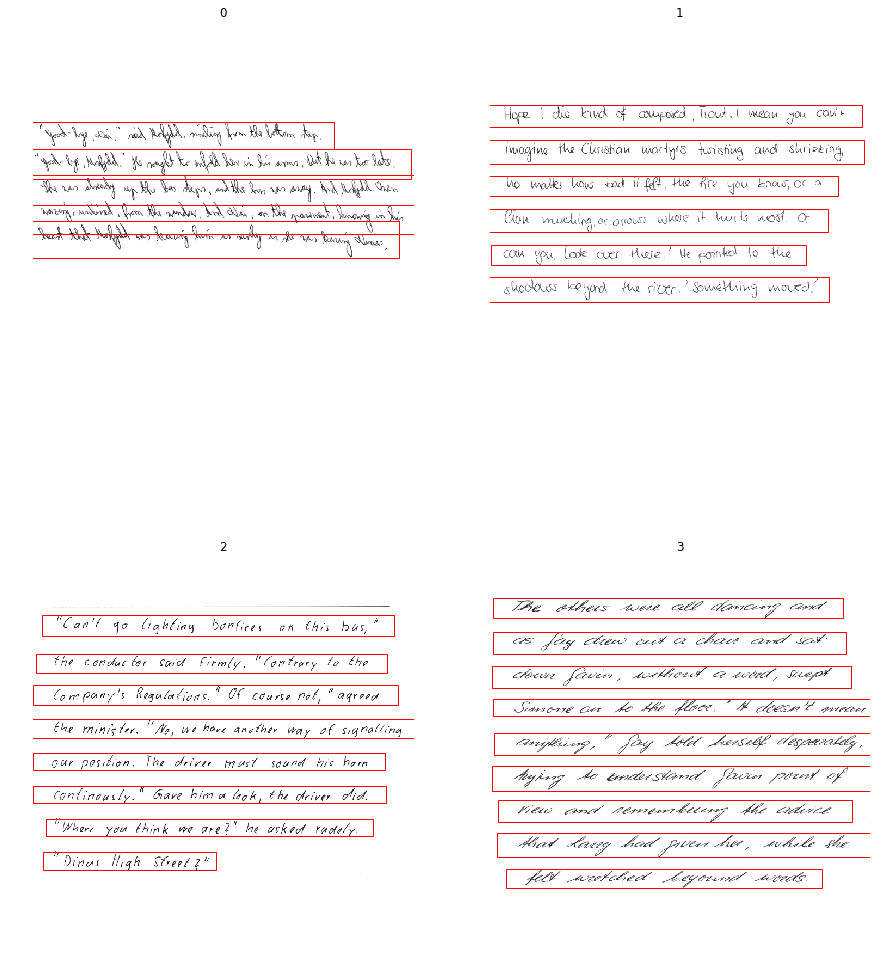 0
"Good-bye, Olwen." said Mofydd, smiling from the bottom step.
"Good-bye, Mofydd." He sought to enfold her in his arms, but he was too late.
She was already up the bus steps, and the bus was away. And Mofydd Owen
waving, unheard, from the window. And Olwen, on the pavement, knowing in his
heart that Mofydd was leaving him as surely as she was leaving Dinas.
1
Hope I die kind of composed, Trout. I mean you can't
imagine the Christian martyrs twisting and shrieking,
no matter how bad it felt, the fire you know, or a
lion munching, or arrows where it hurts most. Or
can you. Look over there.' He pointed to the
shadows beyond the river. 'Something moved.'
2
"Can't go lighting bonfires on this bus,"
the conductor said firmly. "Contrary to the
Company's Regulations." "Of course not," agreed
the minister. "No, we have another way of signalling
our position. The driver must sound his horn
continously." Gave him a look, the driver did.
"Where you think we are?" he asked rudely.
"Dinas High Street?"
3
The others were all dancing and
as Gay drew out a chair and sat
down Gavin, without a word, swept
Simone on to the floor. "It doesn't mean
anything," Gay told herself desperately,
trying to understand Gavin point of
view and remembering the advice
that Larry had given her, while she
felt wretched beyound words.